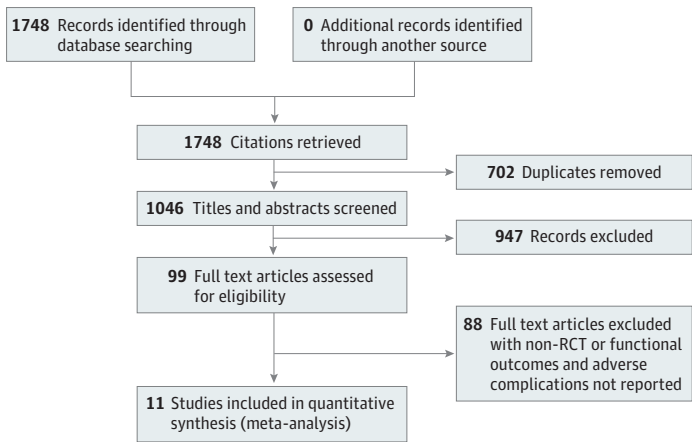 1748 Records identified through
database searching
0 Additional records identified
through another source
1748 Citations retrieved
702 Duplicates removed
1046 Titles and abstracts screened
947 Records excluded
99 Full text articles assessed
for eligibility
88 Full text articles excluded
with non-RCT or functional
outcomes and adverse
complications not reported
11 Studies included in quantitative
synthesis (meta-analysis)